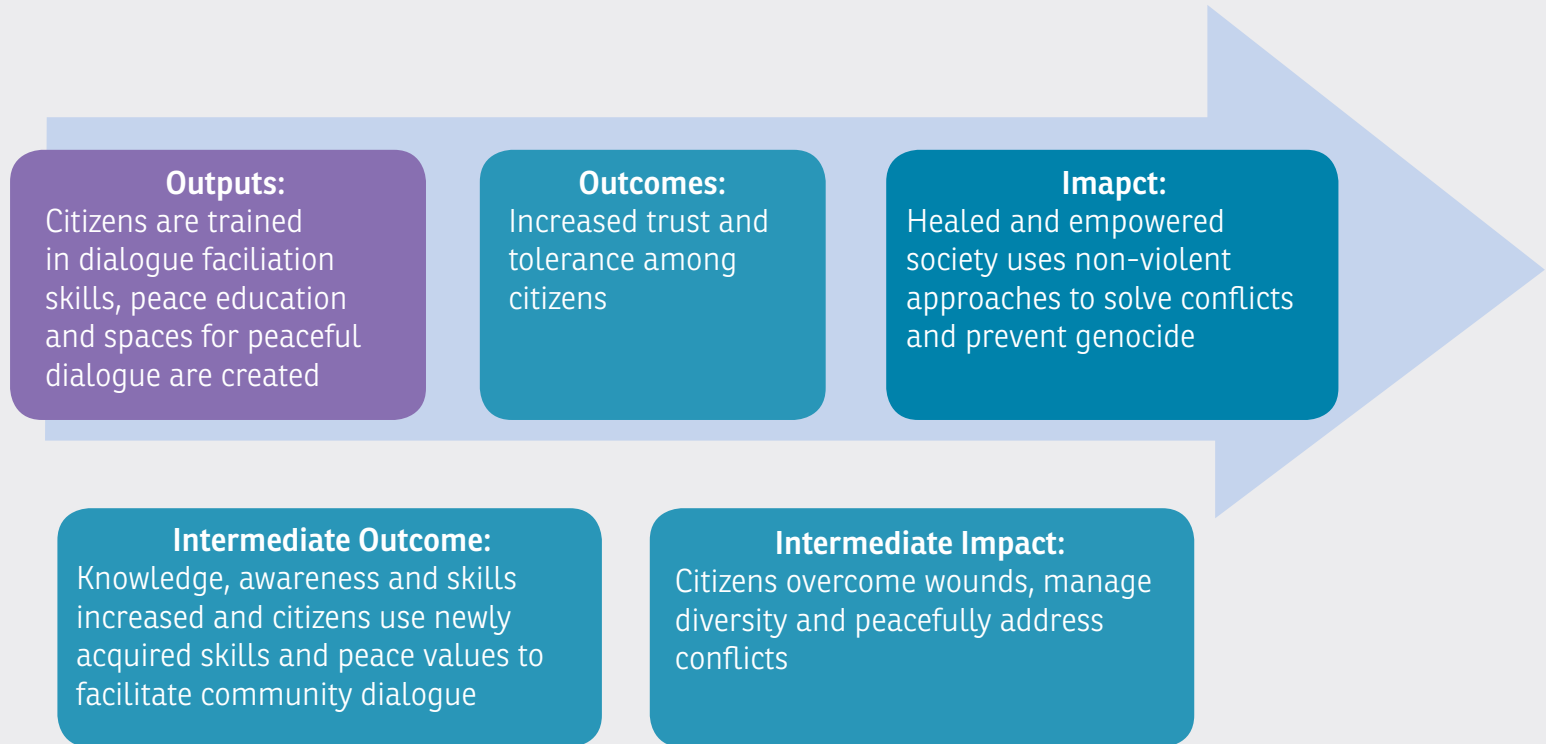 Outputs:
Citizens are trained
in dialogue faciliation
skills, peace education
and spaces for peaceful
dialogue are created
Outcomes:
Increased trust and
tolerance among
citizens
Imapct:
Healed and empowered
society uses non-violent
approaches to solve conflicts
and prevent genocide
Intermediate Outcome:
Knowledge, awareness and skills
increased and citizens use newly
acquired skills and peace values to
facilitate community dialogue
Intermediate Impact:
Citizens overcome wounds, manage
diversity and peacefully address
conflicts